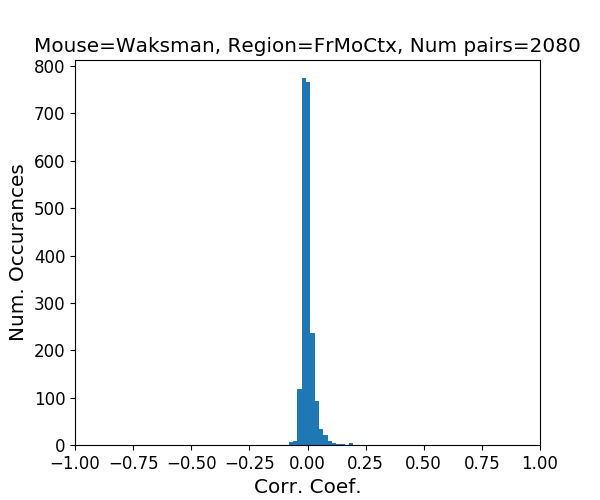 Mouse=Waksman, Region=FrMoCtx, Num pairs=2080
800
700
600
500
400
300
200
100
0
Num. Occurances
−1.00 −0.75 −0.50 −0.25 0.00 0.25 0.50 0.75 1.00
Corr. Coef.